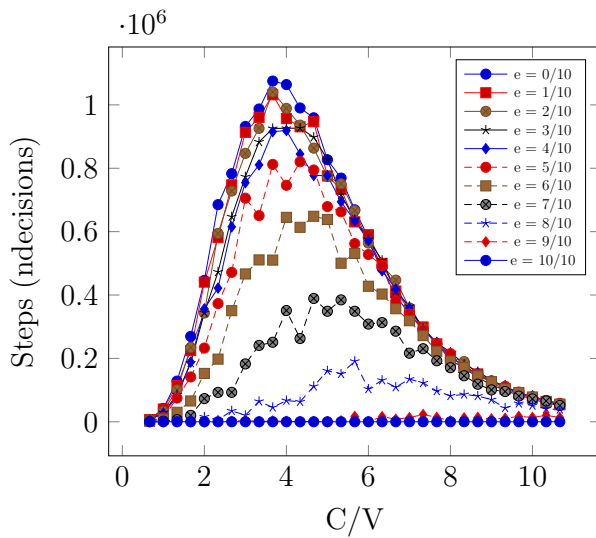 ·10^6
1
0.8
0.6
0.4
0.2
0
0 2 4 6 8 10
Steps (ndecisions)
C/V
e = 0/10
e = 1/10
e = 2/10
e = 3/10
e = 4/10
e = 5/10
e = 6/10
e = 7/10
e = 8/10
e = 9/10
e = 10/10